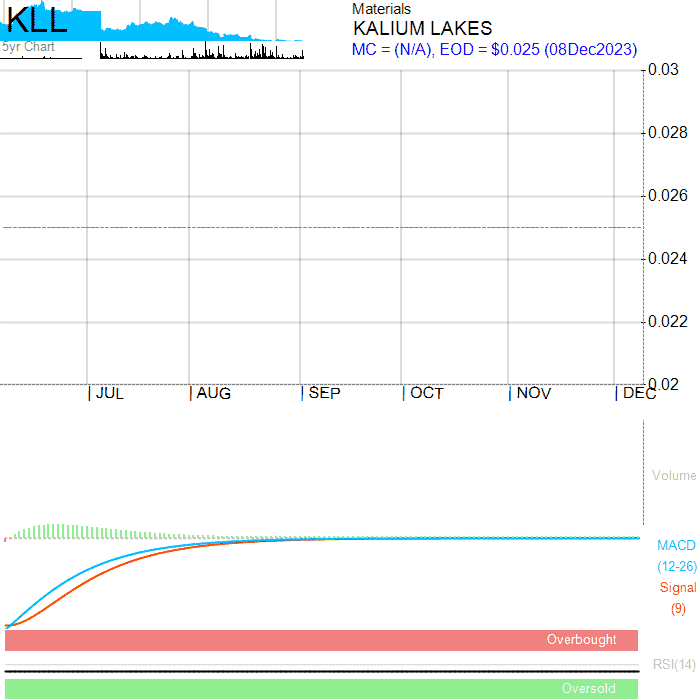 KLL
5yr Chart
Materials
KALIUM LAKES
MC = (N/A), EOD = $0.025 (08Dec2023)
0.03
0.028
0.026
0.024
0.022
0.02
| JUL | AUG | SEP | OCT | NOV | DEC
Volume
MACD
(12-26)
Signal
(9)
Overbought
RSI(14)
Oversold